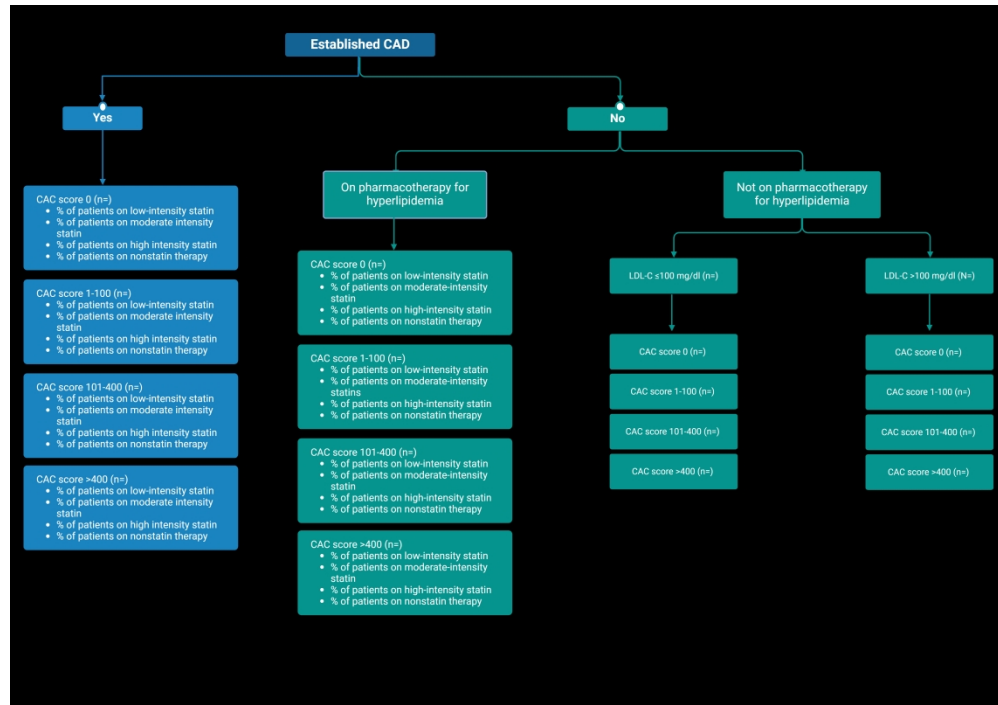 Established CAD
Yes
No
CAC score 0 (n=)
• % of patients on low-intensity statin
• % of patients on moderate intensity
statin
• % of patients on high intensity statin
• % of patients on nonstatin therapy
CAC score 1-100 (n=)
• % of patients on low-intensity statin
• % of patients on moderate intensity
statin
• % of patients on high intensity statin
• % of patients on nonstatin therapy
CAC score 101-400 (n=)
• % of patients on low-intensity statin
• % of patients on moderate intensity
statin
• % of patients on high intensity statin
• % of patients on nonstatin therapy
CAC score >400 (n=)
• % of patients on low-intensity statin
• % of patients on moderate intensity
statin
• % of patients on high intensity statin
• % of patients on nonstatin therapy
On pharmacotherapy for
hyperlipidemia
CAC score 0 (n=)
• % of patients on low-intensity statin
• % of patients on moderate-intensity
statin
• % of patients on high-intensity statin
• % of patients on nonstatin therapy
CAC score 1-100 (n=)
• % of patients on low-intensity statin
• % of patients on moderate-intensity
statins
• % of patients on high-intensity statin
• % of patients on nonstatin therapy
CAC score 101-400 (n=)
• % of patients on low-intensity statin
• % of patients on moderate-intensity
statin
• % of patients on high-intensity statin
• % of patients on nonstatin therapy
CAC score >400 (n=)
• % of patients on low-intensity statin
• % of patients on moderate-intensity
statin
• % of patients on high-intensity statin
• % of patients on nonstatin therapy
Not on pharmacotherapy
for hyperlipidemia
LDL-C ≤100 mg/dl (n=)
CAC score 0 (n=)
CAC score 1-100 (n=)
CAC score 101-400 (n=)
CAC score >400 (n=)
LDL-C >100 mg/dl (N=)
CAC score 0 (n=)
CAC score 1-100 (n=)
CAC score 101-400 (n=)
CAC score >400 (n=)